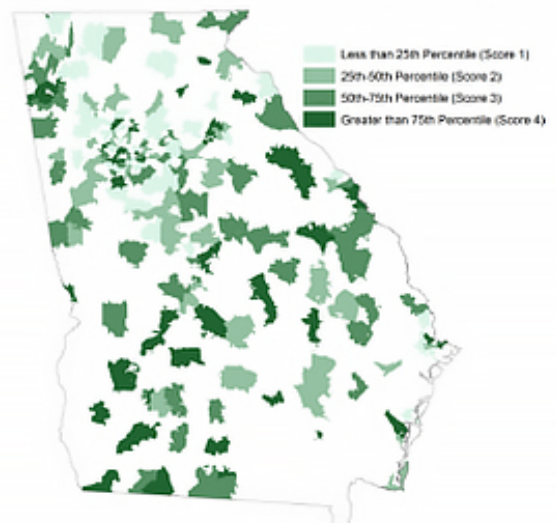 Less than 25th Percentile (Score 1)
25th-50th Percentile (Score 2)
50th-75th Percentile (Score 3)
Greater than 75th Percentile (Score 4)